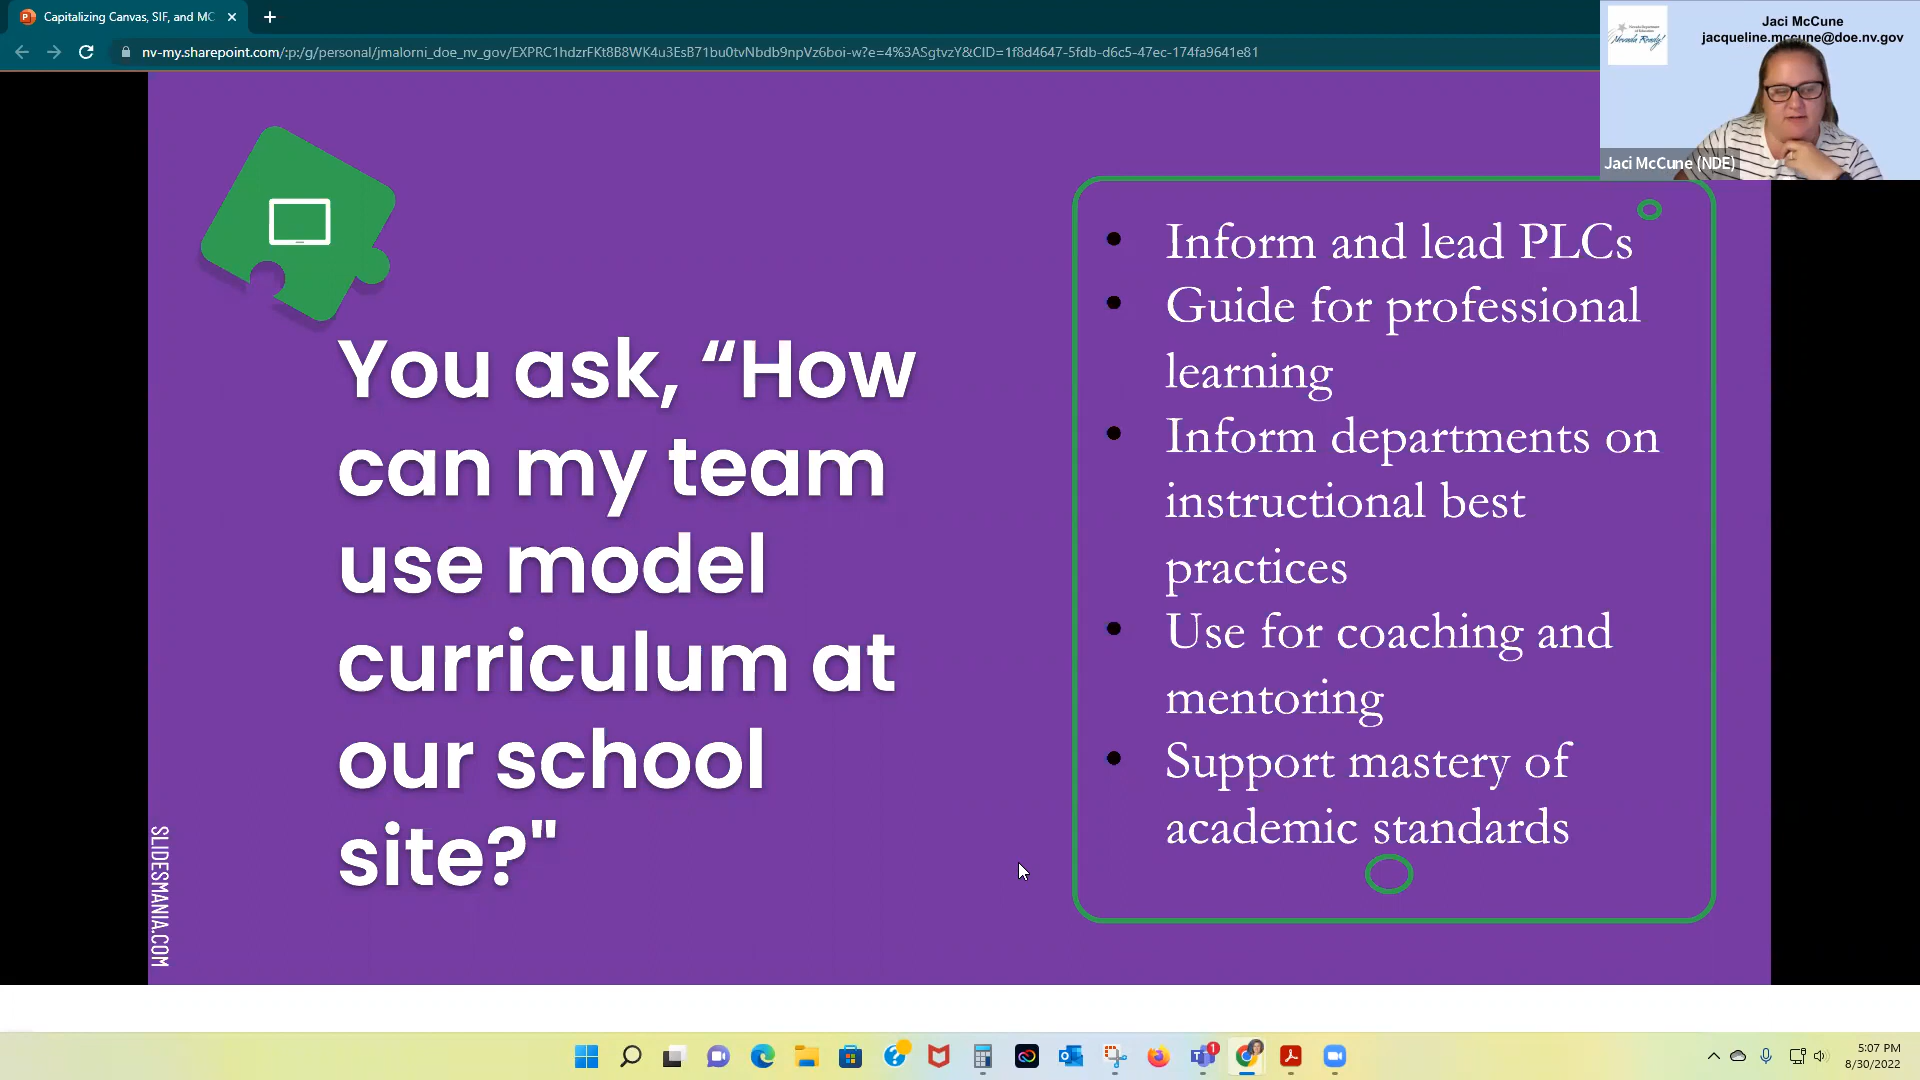 Capitalizing Canvas, SIF, and MC
nv-my.sharepoint.com/:p:/g/personal/jmalorni_doe_nv_gov/EXPRC1hdzrFKt8B8WK4u3EsB71bu0tvNbdb9npVz6boi-w?e=4%3ASgtvzY&CID=1f8d4647-5fdb-d6c5-47ec-174fa9641e81
Jaci McCune
jacqueline.mccune@doe.nv.gov
Nevada Ready!
Jaci McCune (NDE)
You ask, “How
can my team
use model
curriculum at
our school
site?"
• Inform and lead PLCs
• Guide for professional
learning
• Inform departments on
instructional best
practices
• Use for coaching and
mentoring
• Support mastery of
academic standards
SLIDESMANIA.COM
1
5:07 PM
8/30/2022